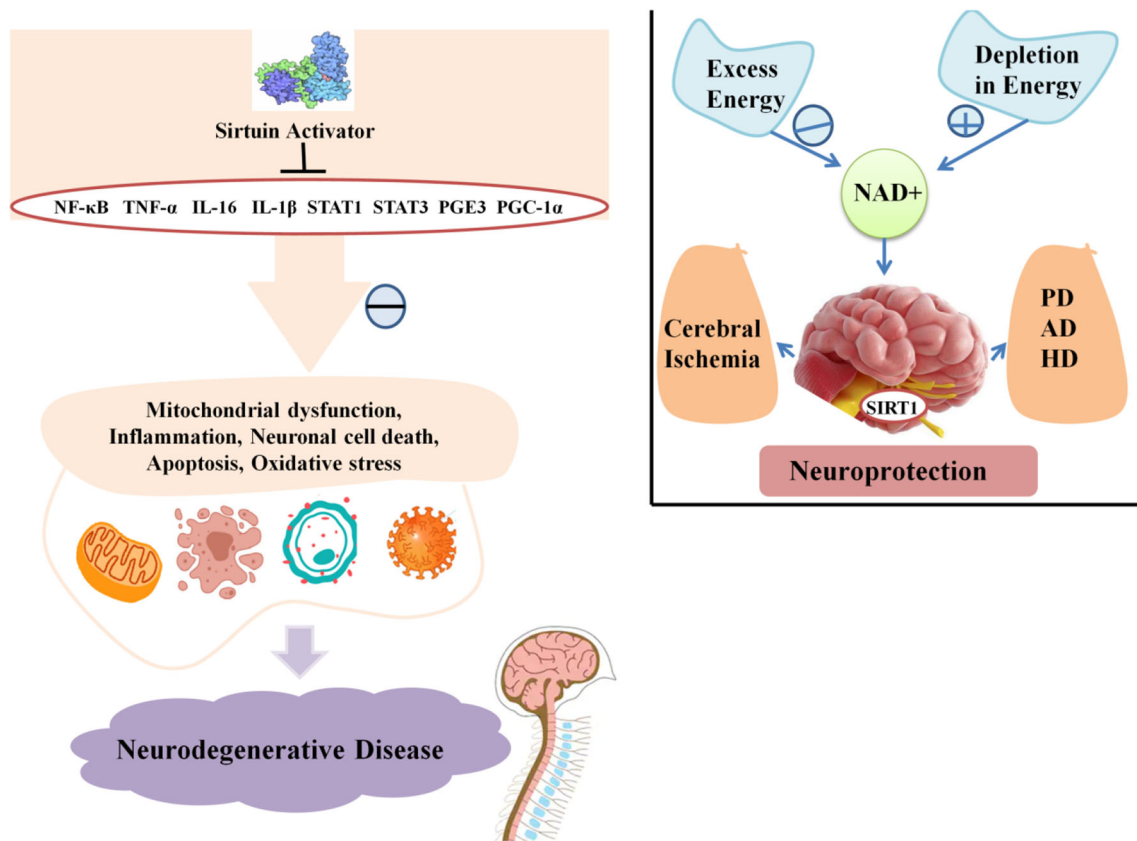 Sirtuin Activator
NF-κB TNF-α IL-16 IL-1β STAT1 STAT3 PGE3 PGC-1α
Mitochondrial dysfunction,
Inflammation, Neuronal cell death,
Apoptosis, Oxidative stress
Neurodegenerative Disease
Excess
Energy
Depletion
in Energy
NAD+
Cerebral
Ischemia
PD
AD
HD
SIRT1
Neuroprotection